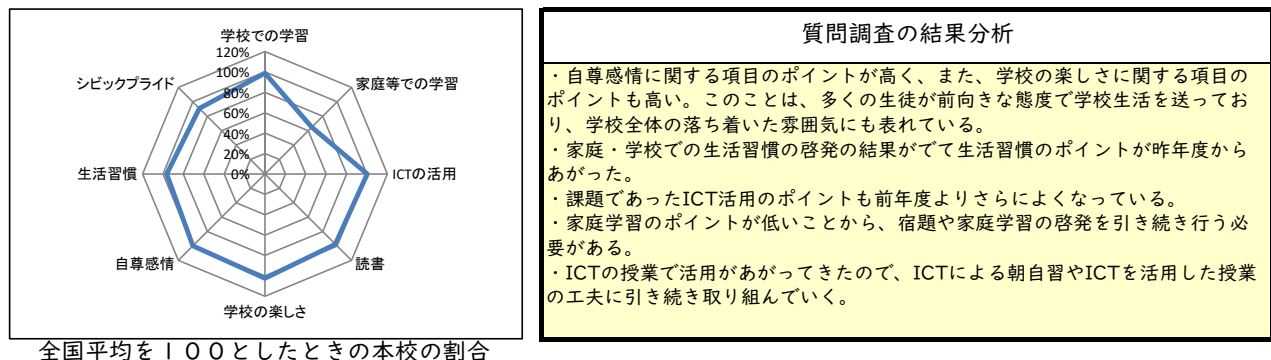 学校での学習
家庭等での学習
ICTの活用
読書
学校の楽しさ
自尊感情
生活習慣
シビックプライド
120%
100%
80%
60%
40%
20%
0%
全国平均を100としたときの本校の割合
質問調査の結果分析
・自尊感情に関する項目のポイントが高く、また、学校の楽しさに関する項目の
ポイントも高い。このことは、多くの生徒が前向きな態度で学校生活を送ってお
り、学校全体の落ち着いた雰囲気にも表れている。
・家庭・学校での生活習慣の啓発の結果がでて生活習慣のポイントが昨年度から
あがった。
・課題であったICT活用のポイントも前年度よりさらによくなっている。
・家庭学習のポイントが低いことから、宿題や家庭学習の啓発を引き続き行う必
要がある。
・ICTの授業で活用があがってきたので、ICTによる朝自習やICTを活用した授業
の工夫に引き続き取り組んでいく。